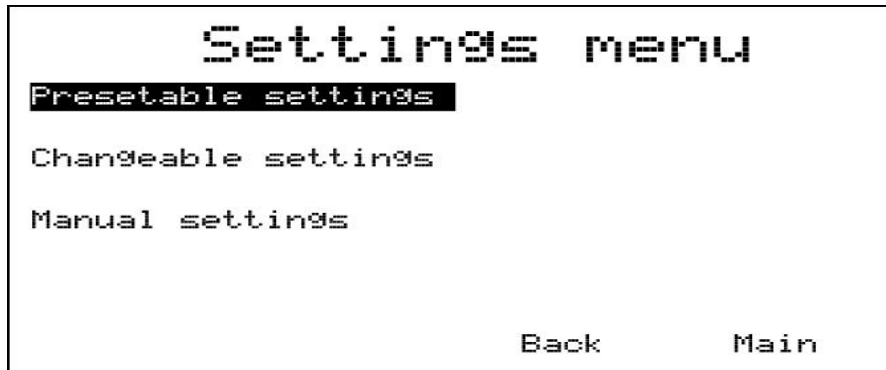 Settings menu
Presetable settings
Changeable settings
Manual settings
Back Main